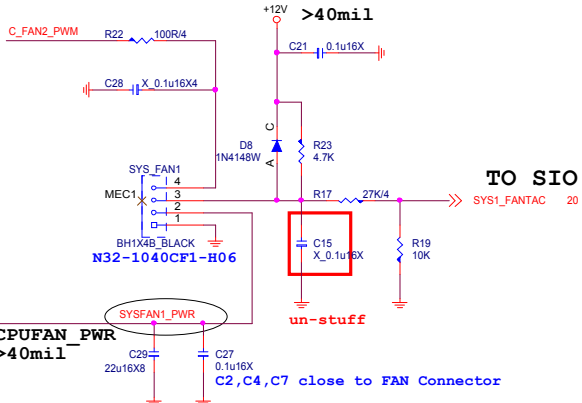 +12V
>40mil
C_FAN2_PWM
R22
100R/4
C21
0.1u16X
C28
X_0.1u16X4
D8
1N4148W
C
A
R23
4.7K
SYS_FAN1
MEC1
4
3
2
1
BH1X4B_BLACK
N32-1040CF1-H06
R17
27K/4
TO SIO
SYS1_FANTAC 20
C15
X_0.1u16X
R19
10K
un-stuff
SYSFAN1_PWR
CPUFAN_PWR
>40mil
C29
22u16X8
C27
0.1u16X
C2,C4,C7 close to FAN Connector